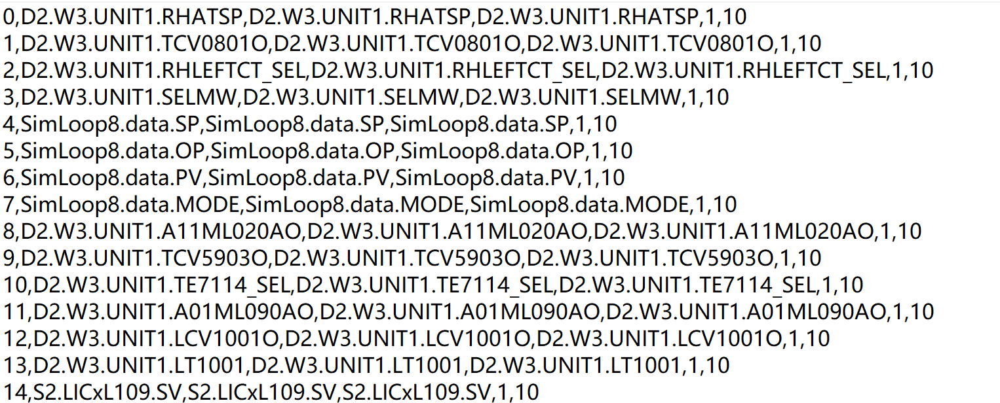 0,D2.W3.UNIT1.RHATSP,D2.W3.UNIT1.RHATSP,D2.W3.UNIT1.RHATSP,1,10
1,D2.W3.UNIT1.TCV0801O,D2.W3.UNIT1.TCV0801O,D2.W3.UNIT1.TCV0801O,1,10
2,D2.W3.UNIT1.RHLEFTCT_SEL,D2.W3.UNIT1.RHLEFTCT_SEL,D2.W3.UNIT1.RHLEFTCT_SEL,1,10
3,D2.W3.UNIT1.SELMW,D2.W3.UNIT1.SELMW,D2.W3.UNIT1.SELMW,1,10
4,SimLoop8.data.SP,SimLoop8.data.SP,SimLoop8.data.SP,1,10
5,SimLoop8.data.OP,SimLoop8.data.OP,SimLoop8.data.OP,1,10
6,SimLoop8.data.PV,SimLoop8.data.PV,SimLoop8.data.PV,1,10
7,SimLoop8.data.MODE,SimLoop8.data.MODE,SimLoop8.data.MODE,1,10
8,D2.W3.UNIT1.A11ML020AO,D2.W3.UNIT1.A11ML020AO,D2.W3.UNIT1.A11ML020AO,1,10
9,D2.W3.UNIT1.TCV5903O,D2.W3.UNIT1.TCV5903O,D2.W3.UNIT1.TCV5903O,1,10
10,D2.W3.UNIT1.TE7114_SEL,D2.W3.UNIT1.TE7114_SEL,D2.W3.UNIT1.TE7114_SEL,1,10
11,D2.W3.UNIT1.A01ML090AO,D2.W3.UNIT1.A01ML090AO,D2.W3.UNIT1.A01ML090AO,1,10
12,D2.W3.UNIT1.LCV1001O,D2.W3.UNIT1.LCV1001O,D2.W3.UNIT1.LCV1001O,1,10
13,D2.W3.UNIT1.LT1001,D2.W3.UNIT1.LT1001,D2.W3.UNIT1.LT1001,1,10
14,S2.LICxL109.SV,S2.LICxL109.SV,S2.LICxL109.SV,1,10